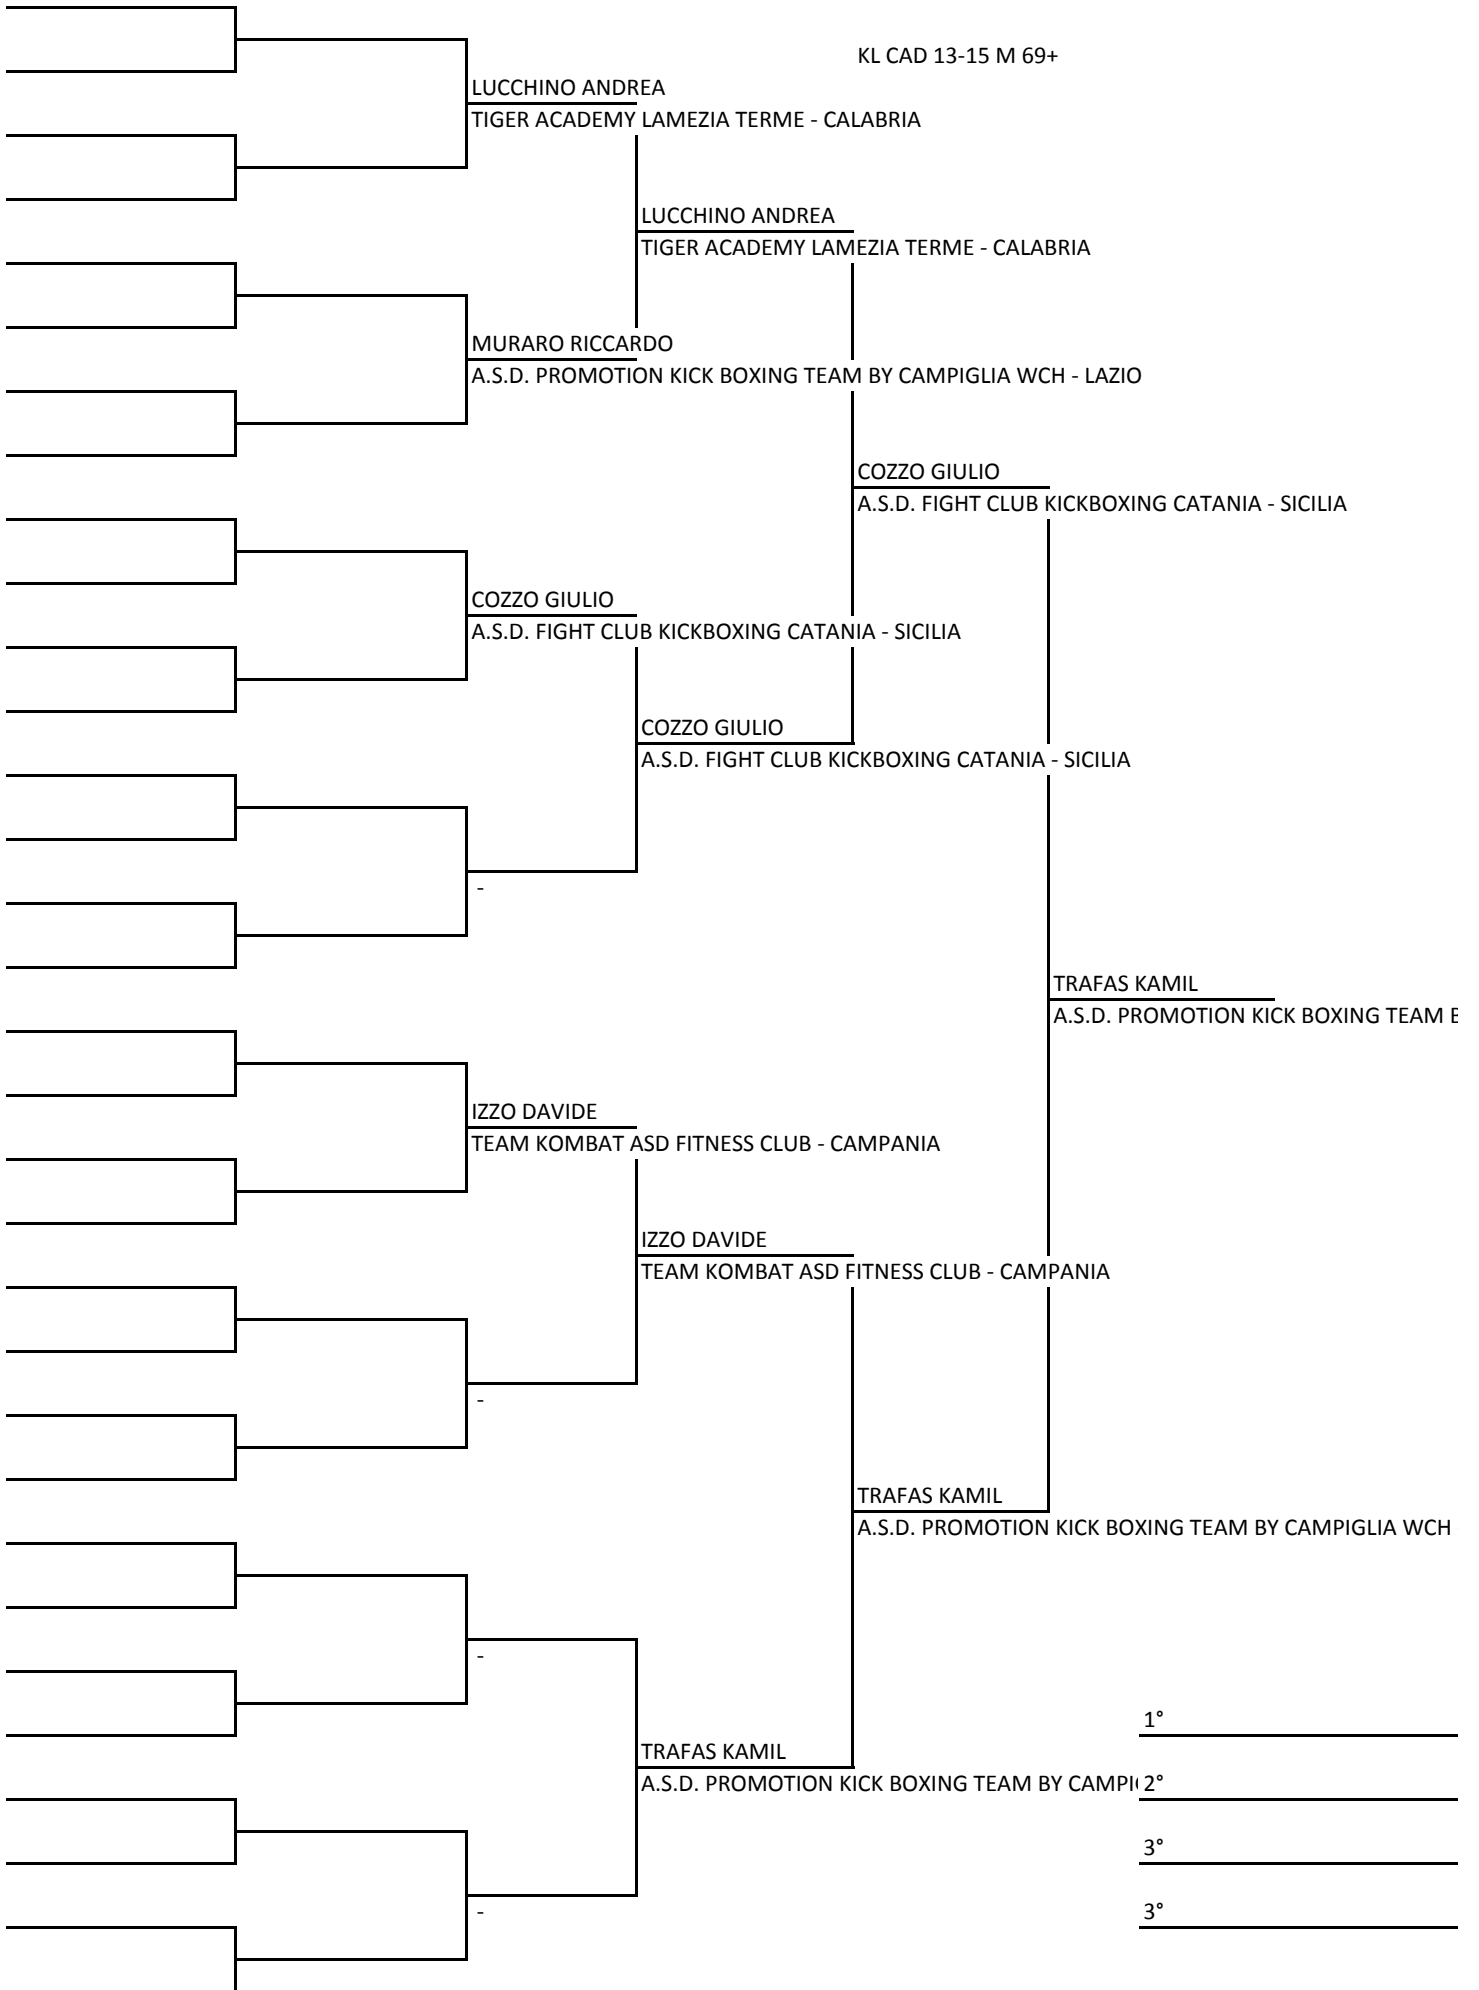 KL CAD 13-15 M 69+
LUCCHINO ANDREA
TIGER ACADEMY LAMEZIA TERME - CALABRIA
LUCCHINO ANDREA
TIGER ACADEMY LAMEZIA TERME - CALABRIA
MURARO RICCARDO
A.S.D. PROMOTION KICK BOXING TEAM BY CAMPIGLIA WCH - LAZIO
COZZO GIULIO
A.S.D. FIGHT CLUB KICKBOXING CATANIA - SICILIA
COZZO GIULIO
A.S.D. FIGHT CLUB KICKBOXING CATANIA - SICILIA
COZZO GIULIO
A.S.D. FIGHT CLUB KICKBOXING CATANIA - SICILIA
-
TRAFAS KAMIL
A.S.D. PROMOTION KICK BOXING TEAM
IZZO DAVIDE
TEAM KOMBAT ASD FITNESS CLUB - CAMPANIA
IZZO DAVIDE
TEAM KOMBAT ASD FITNESS CLUB - CAMPANIA
-
TRAFAS KAMIL
A.S.D. PROMOTION KICK BOXING TEAM BY CAMPIGLIA WCH
-
1°
TRAFAS KAMIL
A.S.D. PROMOTION KICK BOXING TEAM BY CAMPI
2°
3°
-
3°